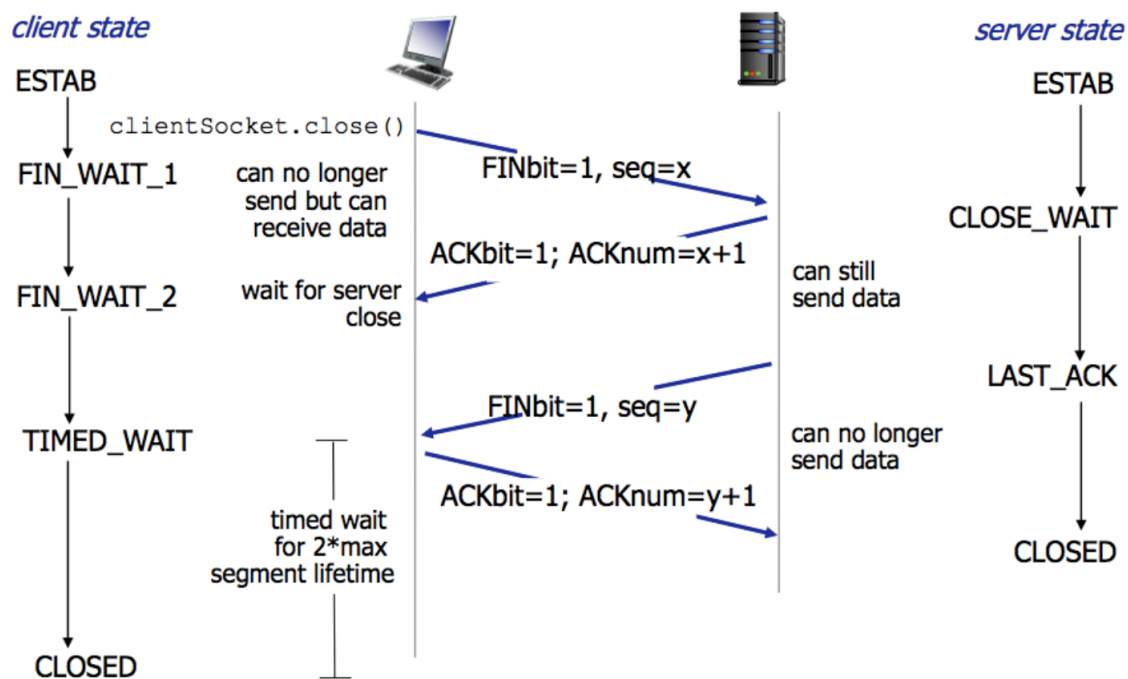 client state
server state
ESTAB
ESTAB
clientSocket.close()
FINbit=1, seq=x
FIN_WAIT_1
can no longer
send but can
receive data
CLOSE_WAIT
ACKbit=1; ACKnum=x+1
can still
send data
FIN_WAIT_2
wait for server
close
LAST_ACK
FINbit=1, seq=y
TIMED_WAIT
can no longer
send data
ACKbit=1; ACKnum=y+1
timed wait
for 2*max
segment lifetime
CLOSED
CLOSED